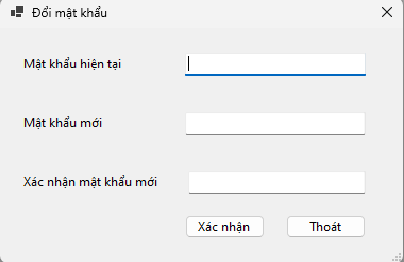 Đổi mật khẩu
Mật khẩu hiện tại
Mật khẩu mới
Xác nhận mật khẩu mới
Xác nhận Thoát